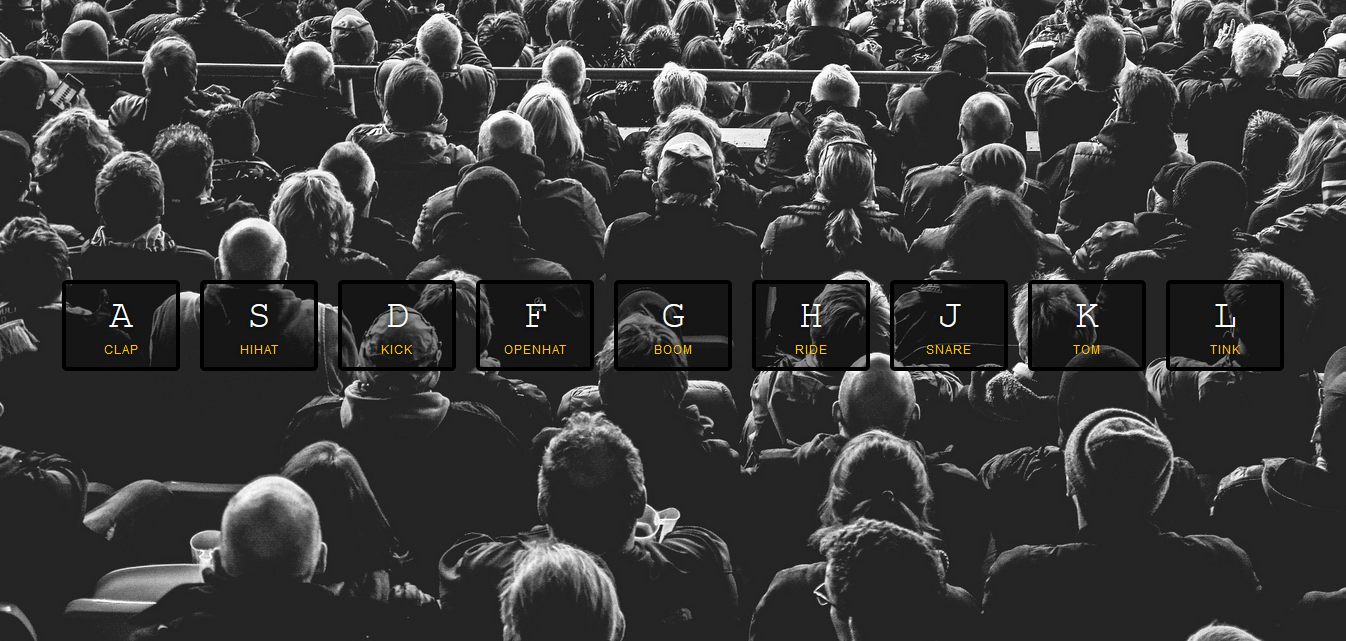 A S D F G H J K L
CLAP HIHAT KICK OPENHAT BOOM RIDE SNARE TOM TINK